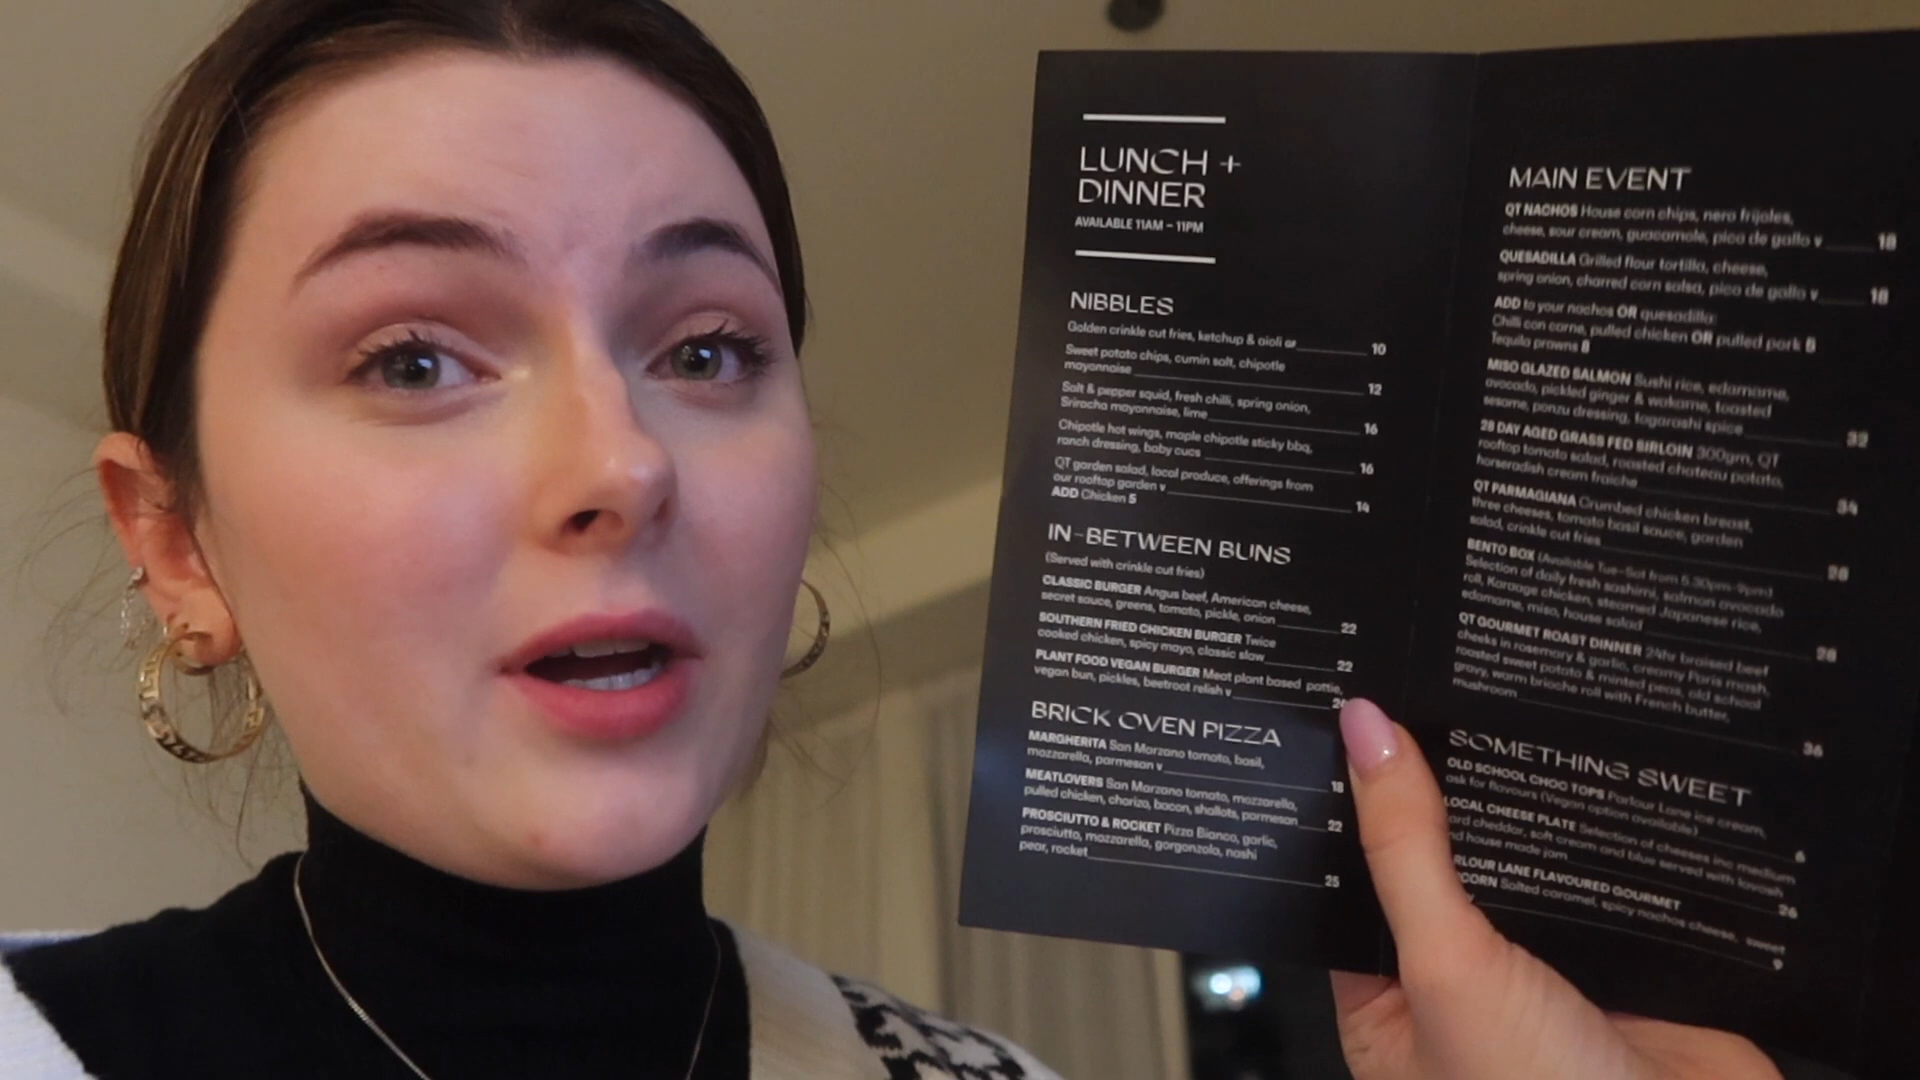 LUNCH +
DINNER
AVAILABLE 11AM – 11PM
NIBBLES
Golden crinkle cut fries, ketchup & aioli 10
Sweet potato chips, cumin salt, chipotle
mayonnaise 12
Salt & pepper squid, fresh chilli, spring onion,
Sriracha mayonnaise, lime 16
Chipotle hot wings, maple chipotle sticky bbq,
ranch dressing, baby cucs 16
QT garden salad, local produce, offerings from
our rooftop garden v 14
ADD Chicken 5
IN-BETWEEN BUNS
(Served with crinkle cut fries)
CLASSIC BURGER Angus beef, American cheese,
secret sauce, greens, tomato, pickle, onion 22
SOUTHERN FRIED CHICKEN BURGER Twice
cooked chicken, spicy mayo, classic slaw 22
PLANT FOOD VEGAN BURGER Meat plant based pattie,
vegan bun, pickles, beetroot relish v
BRICK OVEN PIZZA
MARGHERITA San Marzano tomato, basil,
mozzarella, parmesan v 18
MEATLOVERS San Marzano tomato, mozzarella,
pulled chicken, chorizo, bacon, shallots, parmesan 22
PROSCIUTTO & ROCKET Pizza Bianco, garlic,
prosciutto, mozzarella, gorgonzola, nashi
pear, rocket 25
MAIN EVENT
QT NACHOS House corn chips, nero frijoles,
cheese, sour cream, guacamole, pico de gallo v 18
QUESADILLA Grilled flour tortilla, cheese,
spring onion, charred corn salsa, pico de gallo v 18
ADD to your nachos OR quesadilla:
Chilli con carne, pulled chicken OR pulled pork 5
Tequila prawns 8
MISO GLAZED SALMON Sushi rice, edamame,
avocado, pickled ginger & wakame, toasted
sesame, ponzu dressing, togarashi spice 32
28 DAY AGED GRASS FED SIRLOIN 300gm, QT
rooftop tomato salad, roasted chateau potato,
horseradish cream fraiche 34
QT PARMAGIANA Crumbed chicken breast,
three cheeses, tomato basil sauce, garden
salad, crinkle cut fries 28
BENTO BOX (Available Tue-Sat from 5.30pm-9pm)
Selection of daily fresh sashimi, salmon avocado
roll, Karaage chicken, steamed Japanese rice,
edamame, miso, house salad 28
QT GOURMET ROAST DINNER 24hr braised beef
cheeks in rosemary & garlic, creamy Paris mash,
roasted sweet potato & minted peas, old school
gravy, warm brioche roll with French butter,
mushroom 36
SOMETHING SWEET
OLD SCHOOL CHOC TOPS Parlour Lane ice cream,
ask for flavours (Vegan option available) 6
LOCAL CHEESE PLATE Selection of cheeses inc medium
cheddar, soft cream and blue served with lavosh
house made jam 26
LANE FLAVOURED GOURMET
Salted caramel, spicy nachos cheese, sweet
9